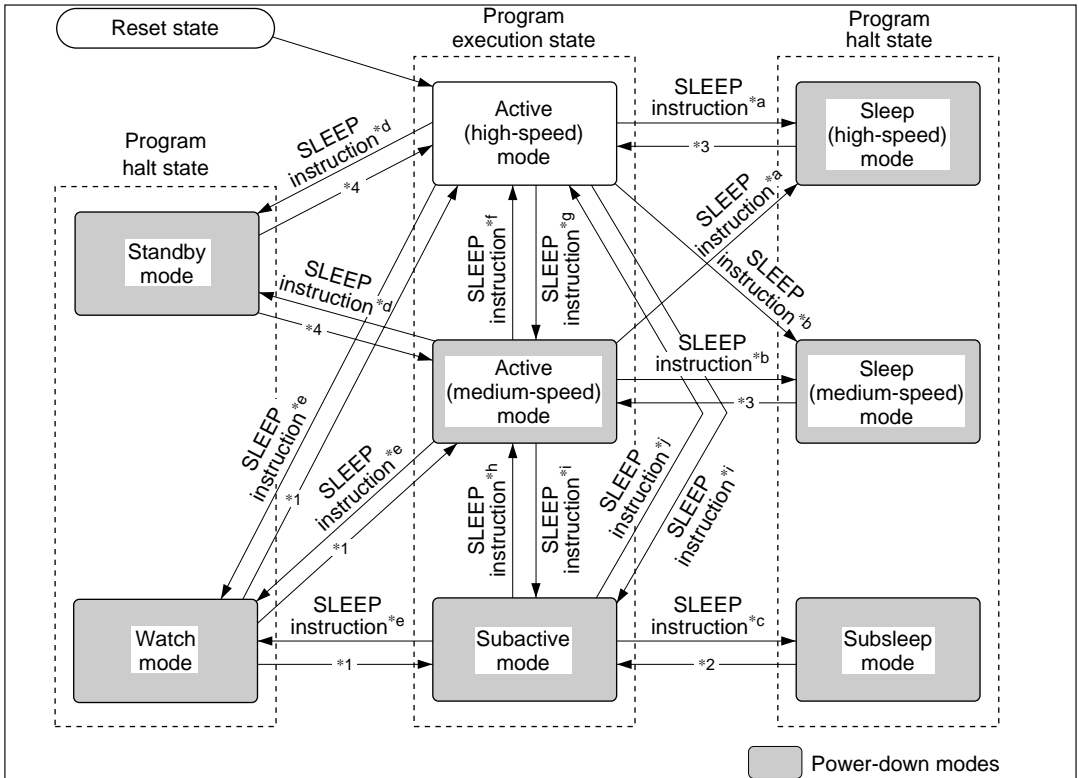 Reset state
Program
execution state
Program
halt state
Program
halt state
Active
(high-speed)
mode
SLEEP
instruction*a
*3
Sleep
(high-speed)
mode
SLEEP
instruction*d
*4
Standby
mode
SLEEP
instruction*d
*4
SLEEP
instruction*f
SLEEP
instruction*g
SLEEP
instruction*a
SLEEP
instruction*b
Active
(medium-speed)
mode
SLEEP
instruction*b
*3
Sleep
(medium-speed)
mode
SLEEP
instruction*e
*1
SLEEP
instruction*e
*1
SLEEP
instruction*h
SLEEP
instruction*i
SLEEP
instruction*j
SLEEP
instruction*i
Watch
mode
SLEEP
instruction*e
*1
Subactive
mode
SLEEP
instruction*c
*2
Subsleep
mode
Power-down modes